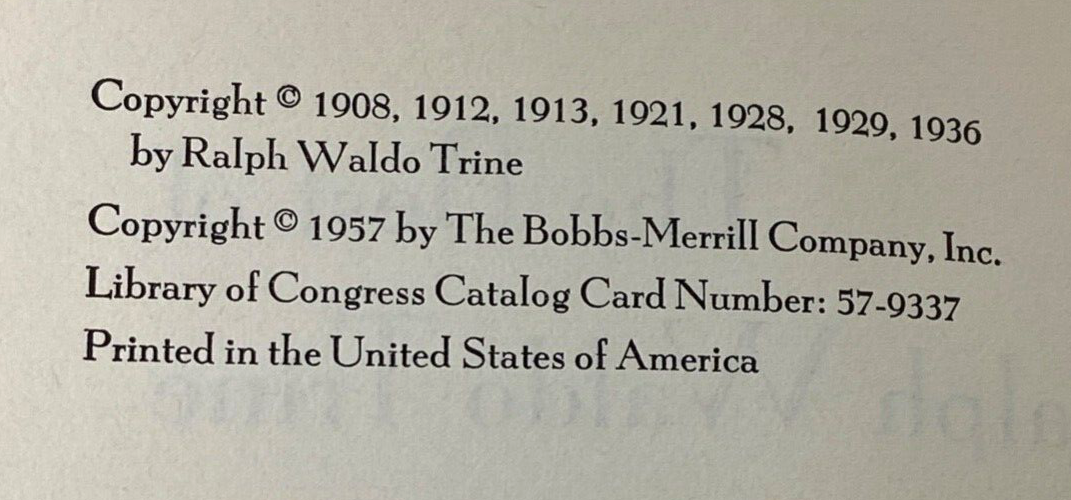 Copyright © 1908, 1912, 1913, 1921, 1928, 1929, 1936
by Ralph Waldo Trine
Copyright © 1957 by The Bobbs-Merrill Company, Inc.
Library of Congress Catalog Card Number: 57-9337
Printed in the United States of America